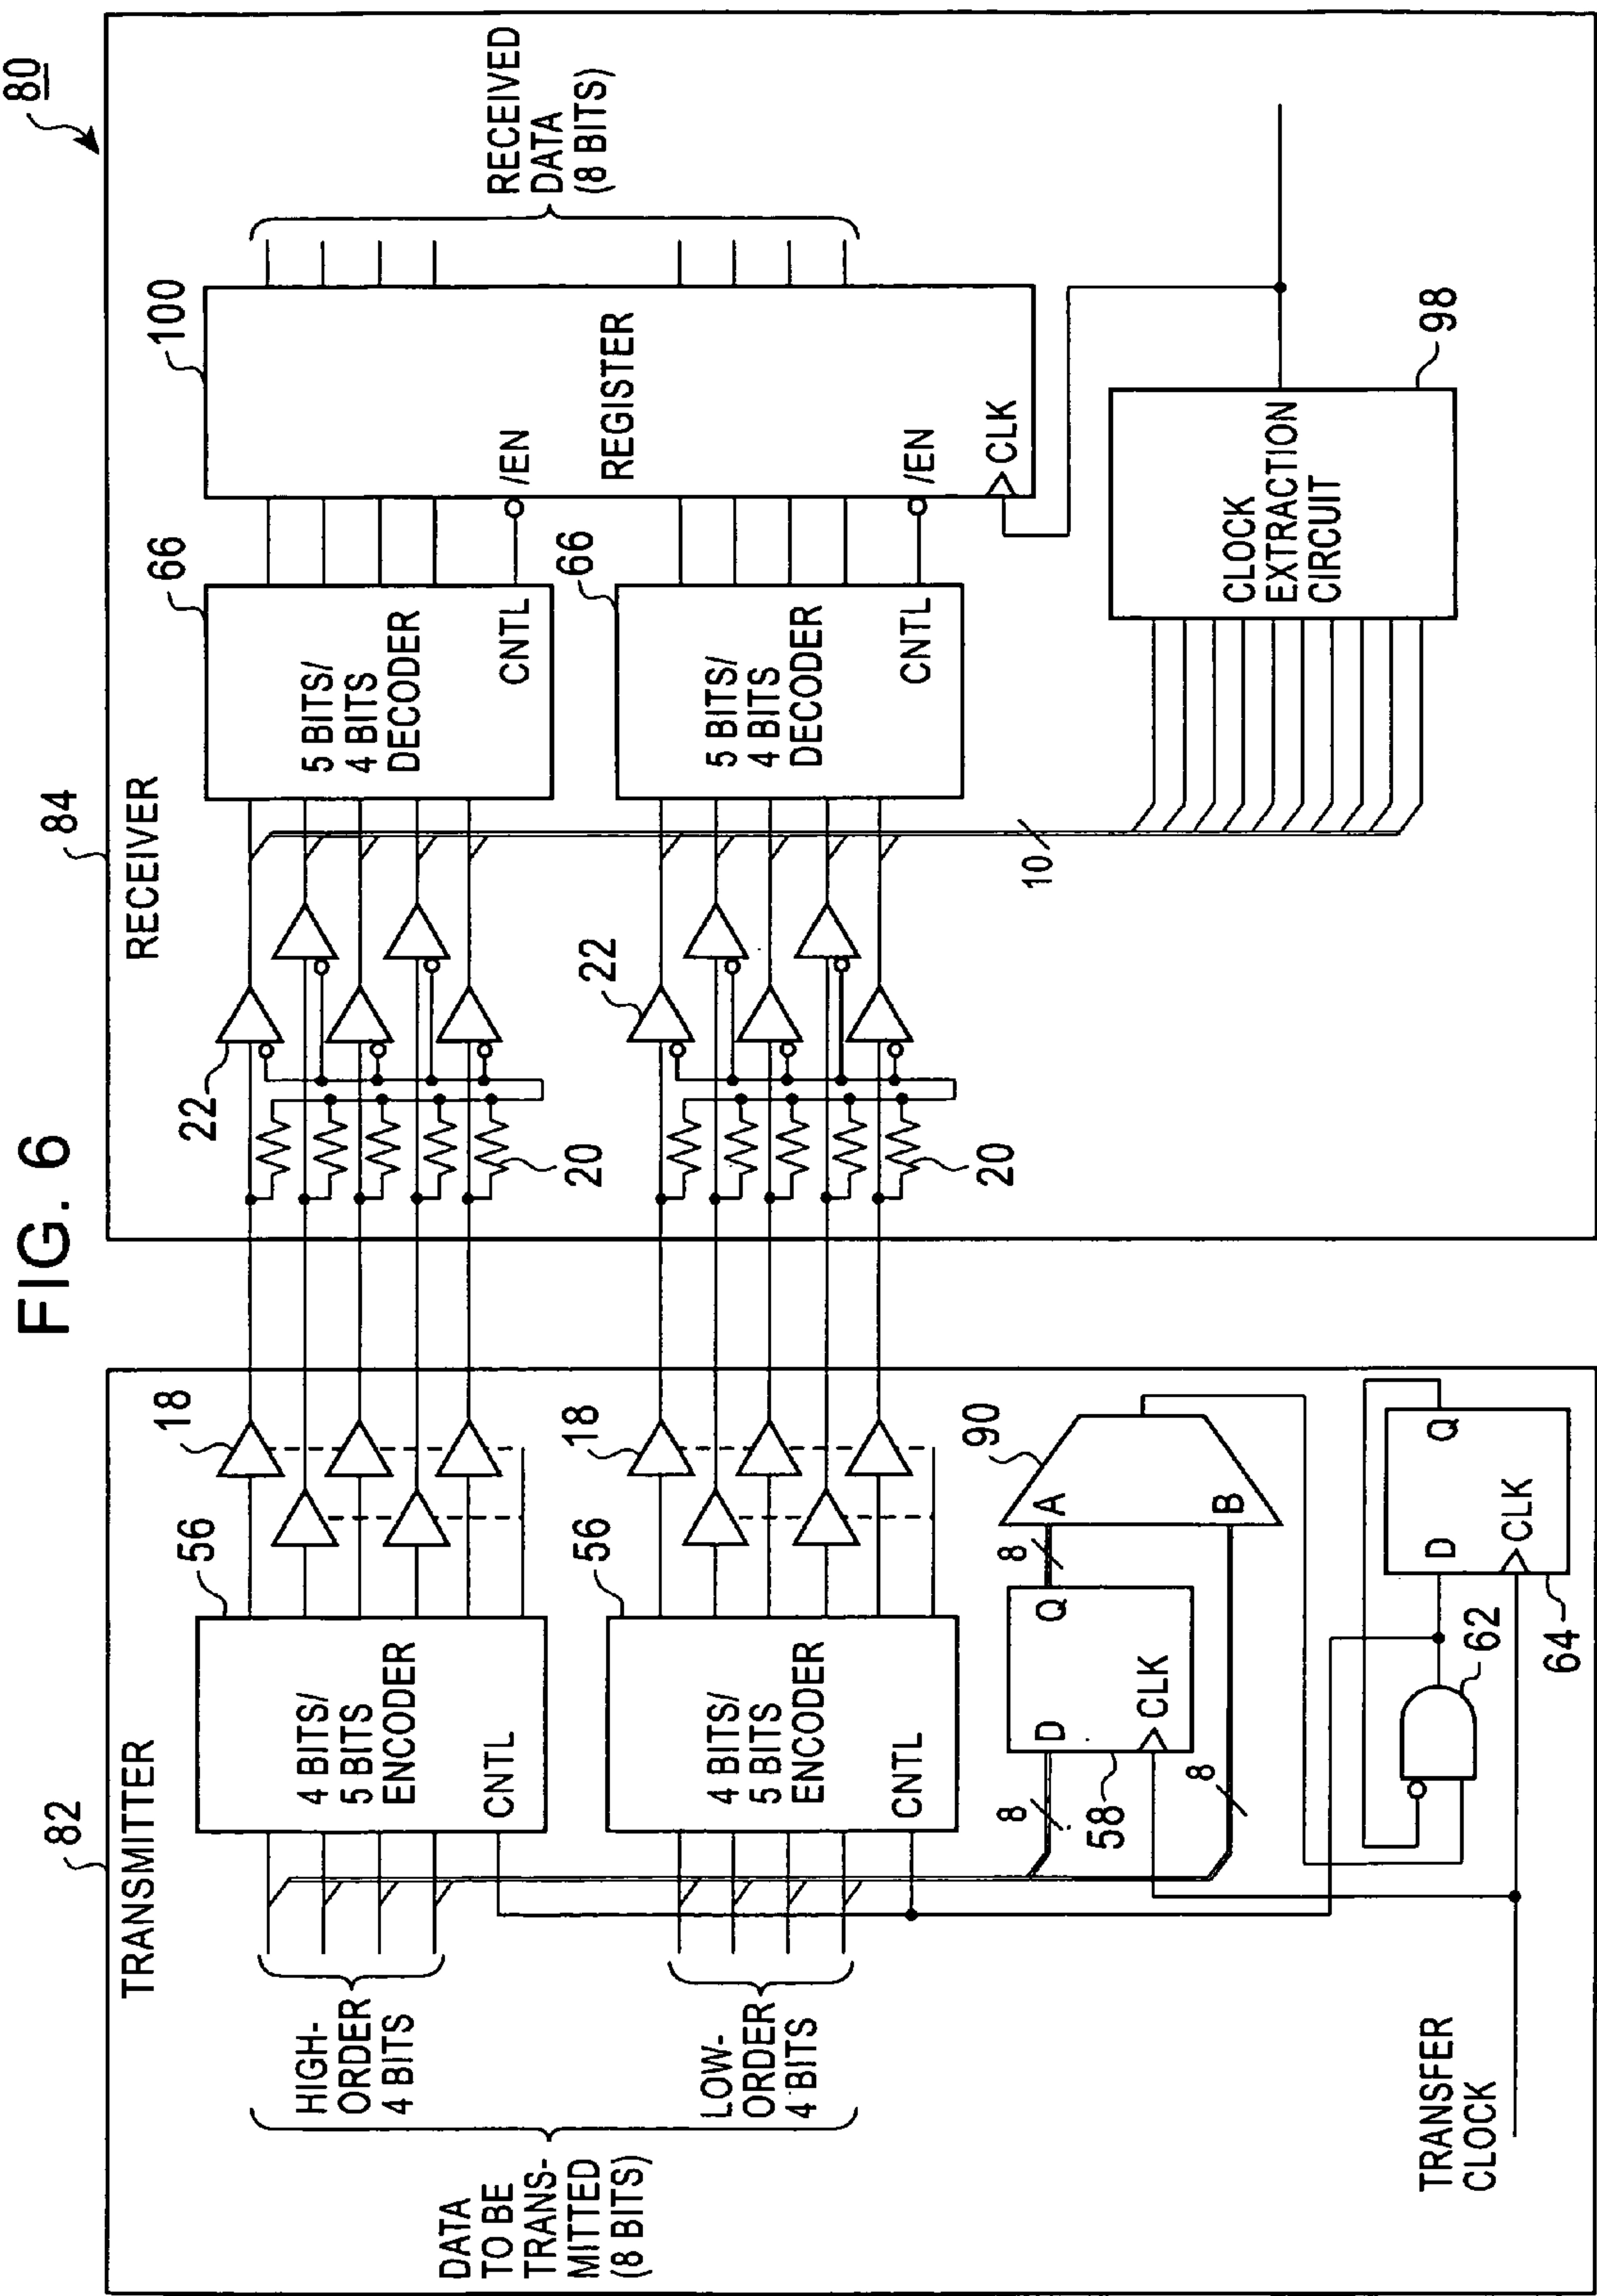 FIG. 6
80
82
TRANSMITTER
84
RECEIVER
DATA
TO BE
TRANS-
MITTED
(8 BITS)
HIGH-
ORDER
4 BITS
LOW-
ORDER
4 BITS
56
4 BITS/
5 BITS
ENCODER
CNTL
18
22
20
66
5 BITS/
4 BITS
DECODER
CNTL
100
/EN
REGISTER
/EN
CLK
RECEIVED
DATA
(8 BITS)
56
4 BITS/
5 BITS
ENCODER
CNTL
18
22
20
66
5 BITS/
4 BITS
DECODER
CNTL
10
CLOCK
EXTRACTION
CIRCUIT
98
8
D
Q
CLK
58
8
8
A
B
90
62
D
Q
CLK
64
TRANSFER
CLOCK